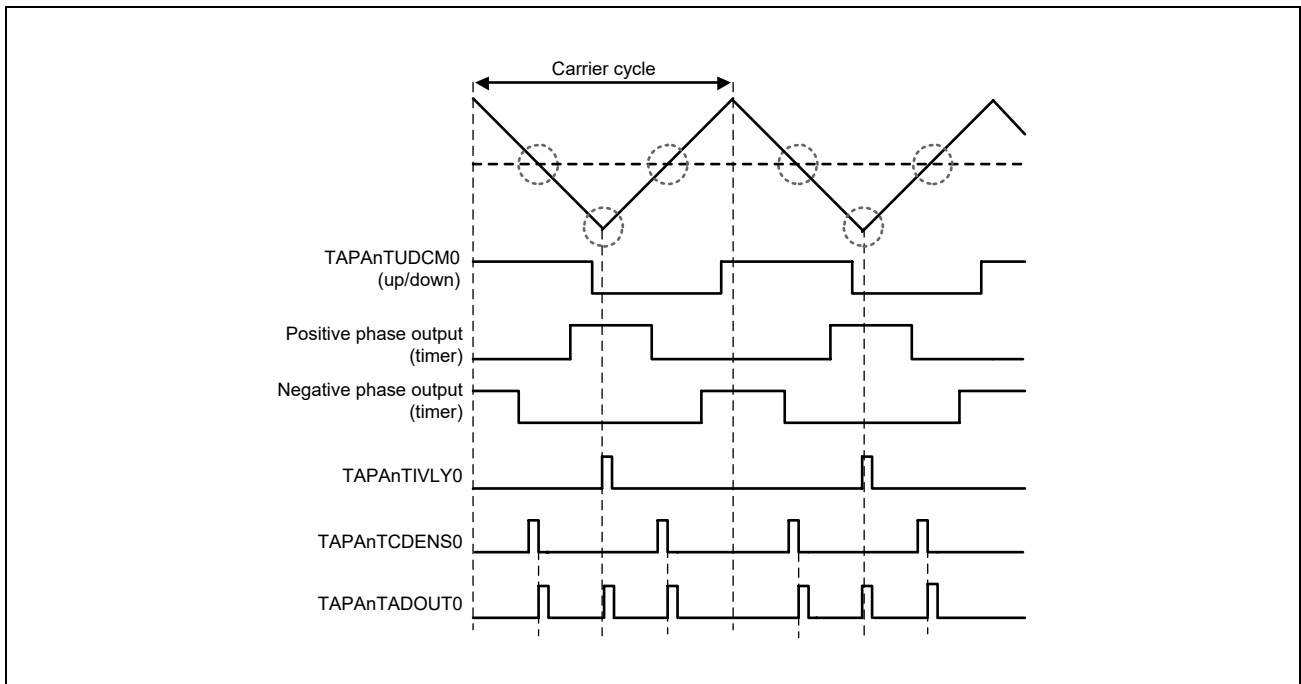 Carrier cycle
TAPAnTUDCM0
(up/down)
Positive phase output
(timer)
Negative phase output
(timer)
TAPAnTIVLY0
TAPAnTCDENS0
TAPAnTADOUT0